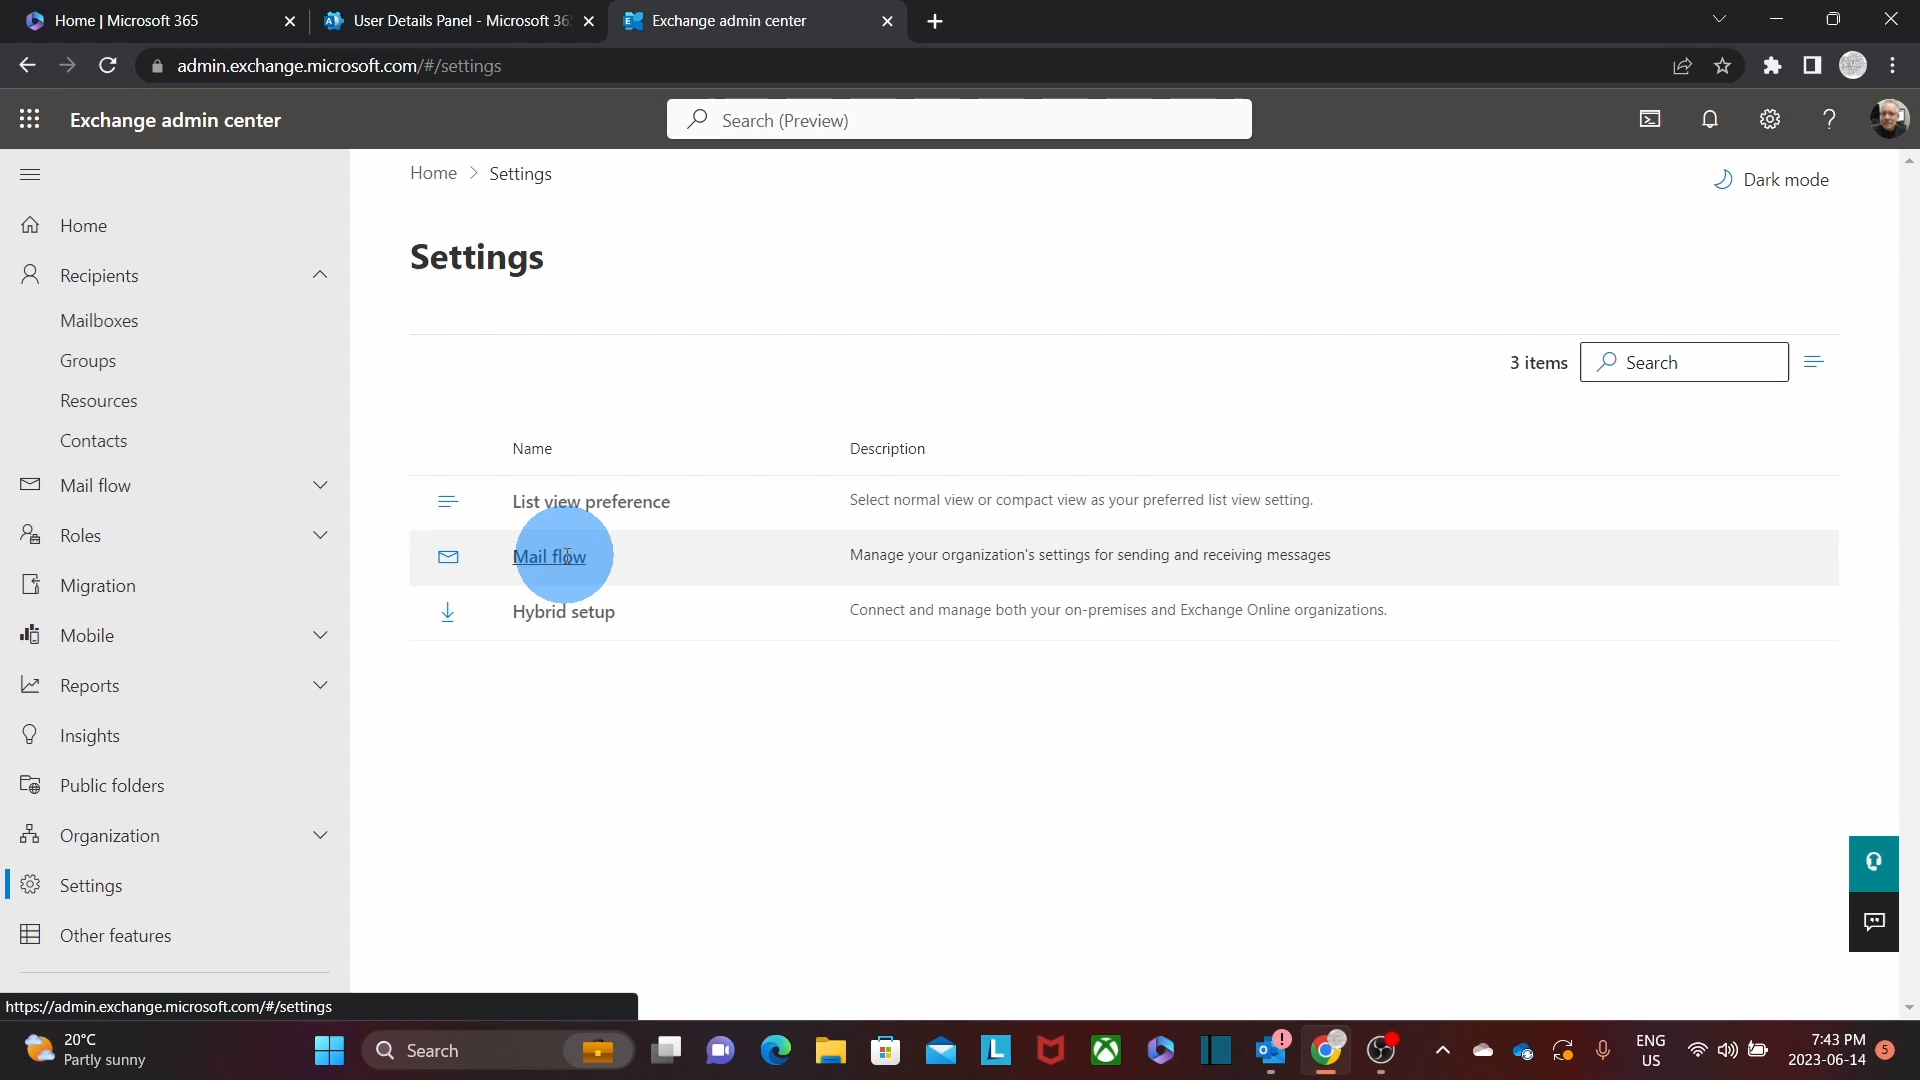 Home | Microsoft 365
User Details Panel - Microsoft 36
Exchange admin center
admin.exchange.microsoft.com/#/settings
Exchange admin center
Search (Preview)
Home > Settings
Dark mode
Home
Recipients
Mailboxes
Groups
Resources
Contacts
Mail flow
Roles
Migration
Mobile
Reports
Insights
Public folders
Organization
Settings
Other features
Settings
3 items
Search
Name Description
List view preference Select normal view or compact view as your preferred list view setting.
Mail flow Manage your organization's settings for sending and receiving messages
Hybrid setup Connect and manage both your on-premises and Exchange Online organizations.
https://admin.exchange.microsoft.com/#/settings
20°C
Partly sunny
Search
ENG
US
7:43 PM
2023-06-14
5